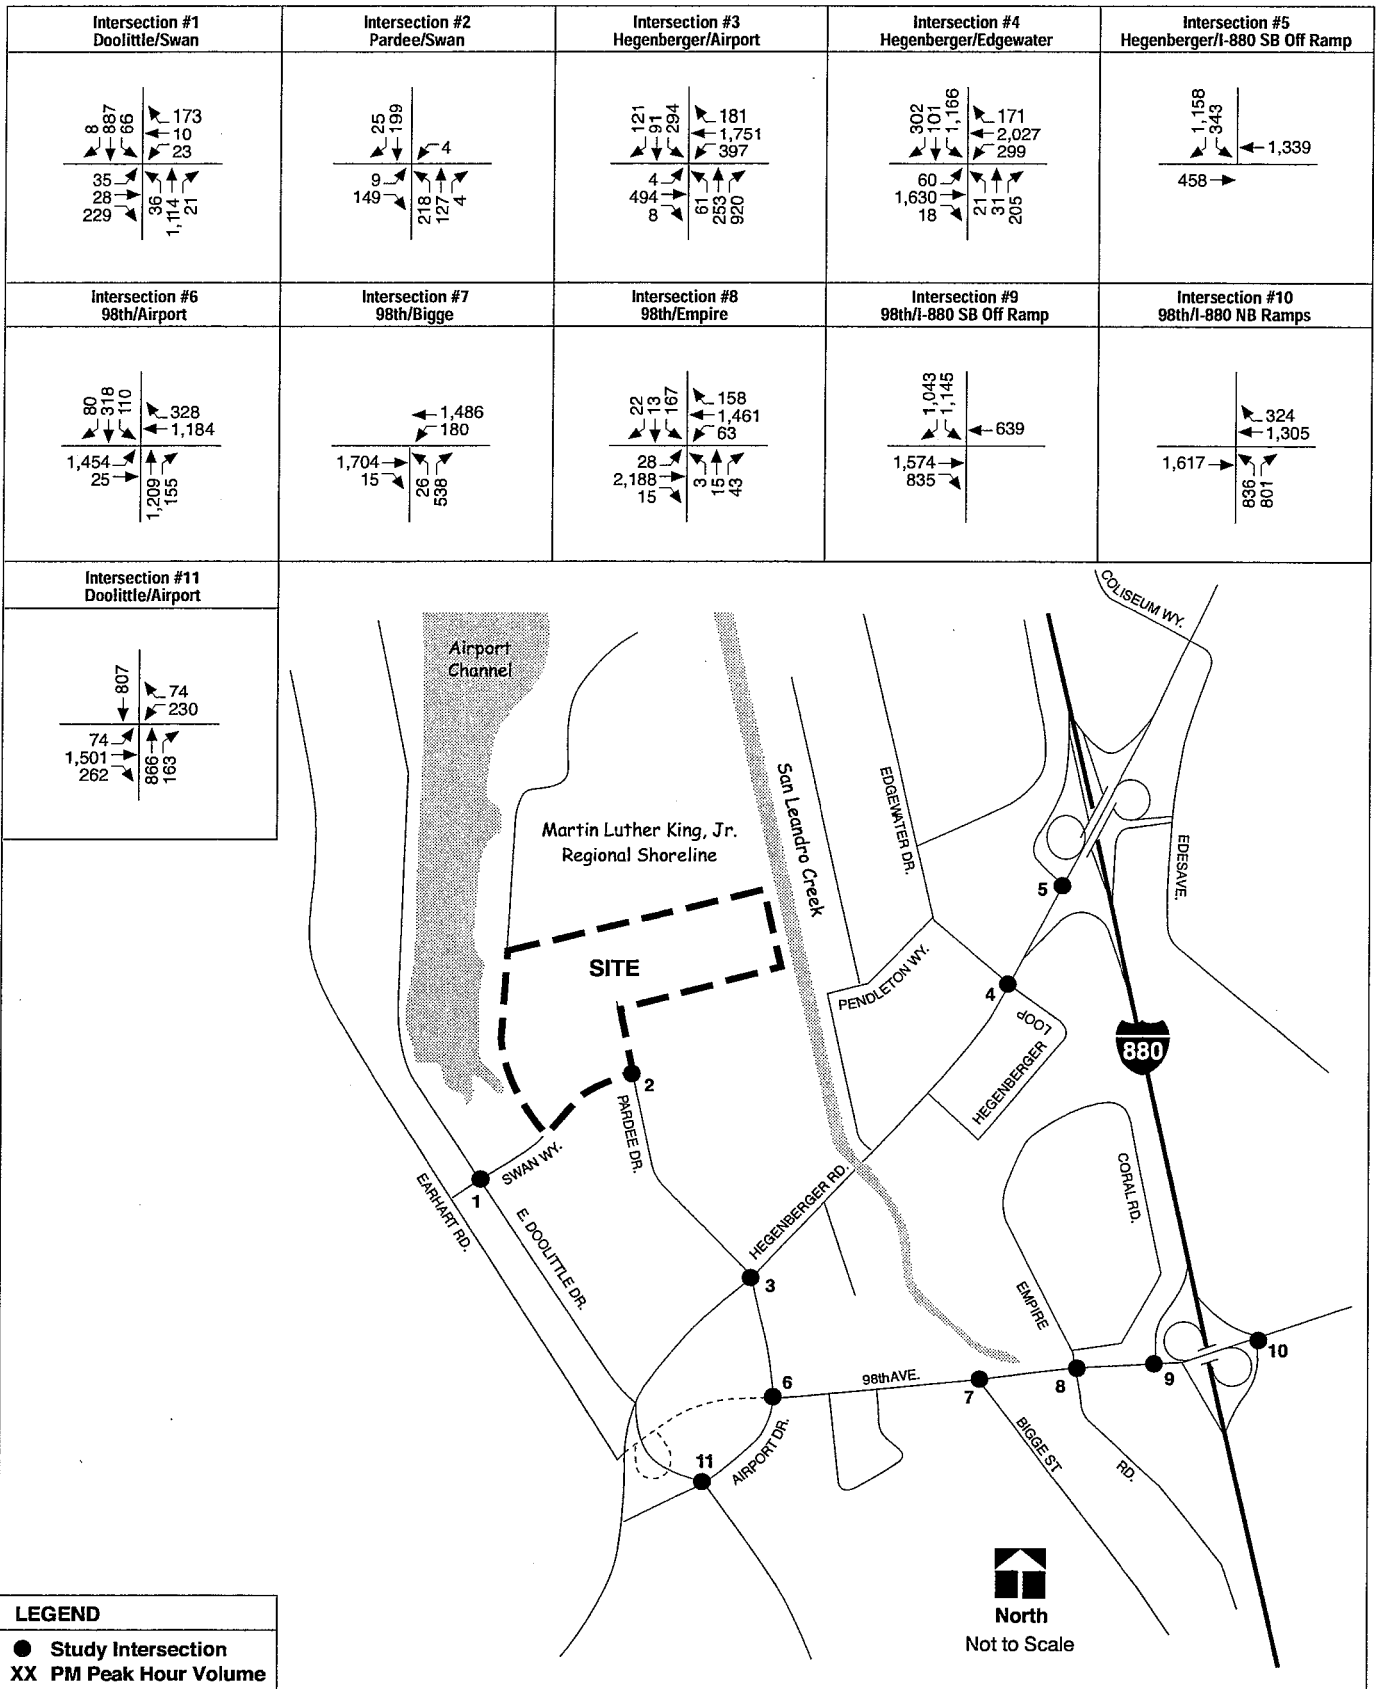 Intersection #1
Doolittle/Swan
8
887
66
173
10
23
35
28
229
36
1,114
21
Intersection #2
Pardee/Swan
25
199
4
9
149
218
127
4
Intersection #3
Hegenberger/Airport
121
91
294
181
1,751
397
4
494
8
61
253
920
Intersection #4
Hegenberger/Edgewater
302
101
1,166
171
2,027
299
60
1,630
18
21
31
205
Intersection #5
Hegenberger/I-880 SB Off Ramp
1,158
343
1,339
458
Intersection #6
98th/Airport
80
318
110
328
1,184
1,454
25
1,209
155
Intersection #7
98th/Bigge
1,486
180
1,704
15
26
538
Intersection #8
98th/Empire
22
13
167
158
1,461
63
28
2,188
15
3
15
43
Intersection #9
98th/I-880 SB Off Ramp
1,043
1,145
639
1,574
835
Intersection #10
98th/I-880 NB Ramps
324
1,305
1,617
836
801
Intersection #11
Doolittle/Airport
807
74
230
74
1,501
262
866
163
COLISEUM WY.
Airport
Channel
San Leandro Creek
EDGEWATER DR.
Martin Luther King, Jr.
Regional Shoreline
EDESAVE.
5
SITE
PENDLETON WY.
4
LOOP
HEGENBERGER
880
2
PARDEE DR.
SWAN WY.
1
EARHART RD.
E. DOOLITTLE DR.
HEGENBERGER RD.
CORAL RD.
3
EMPIRE
10
6
98thAVE.
7
8
9
11
AIRPORT DR.
BIGGE ST
RD.
North
Not to Scale
LEGEND
Study Intersection
XX PM Peak Hour Volume